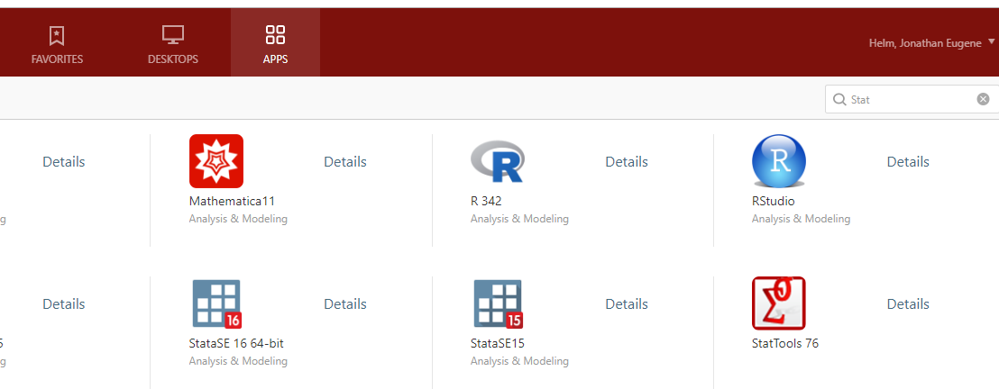 FAVORITES DESKTOPS APPS Helm, Jonathan Eugene
Stat
Details Details Details Details
Mathematica11 R 342 RStudio
Analysis & Modeling Analysis & Modeling Analysis & Modeling
Details 16 Details 15 Details Details
StataSE 16 64-bit StataSE15 StatTools 76
Analysis & Modeling Analysis & Modeling